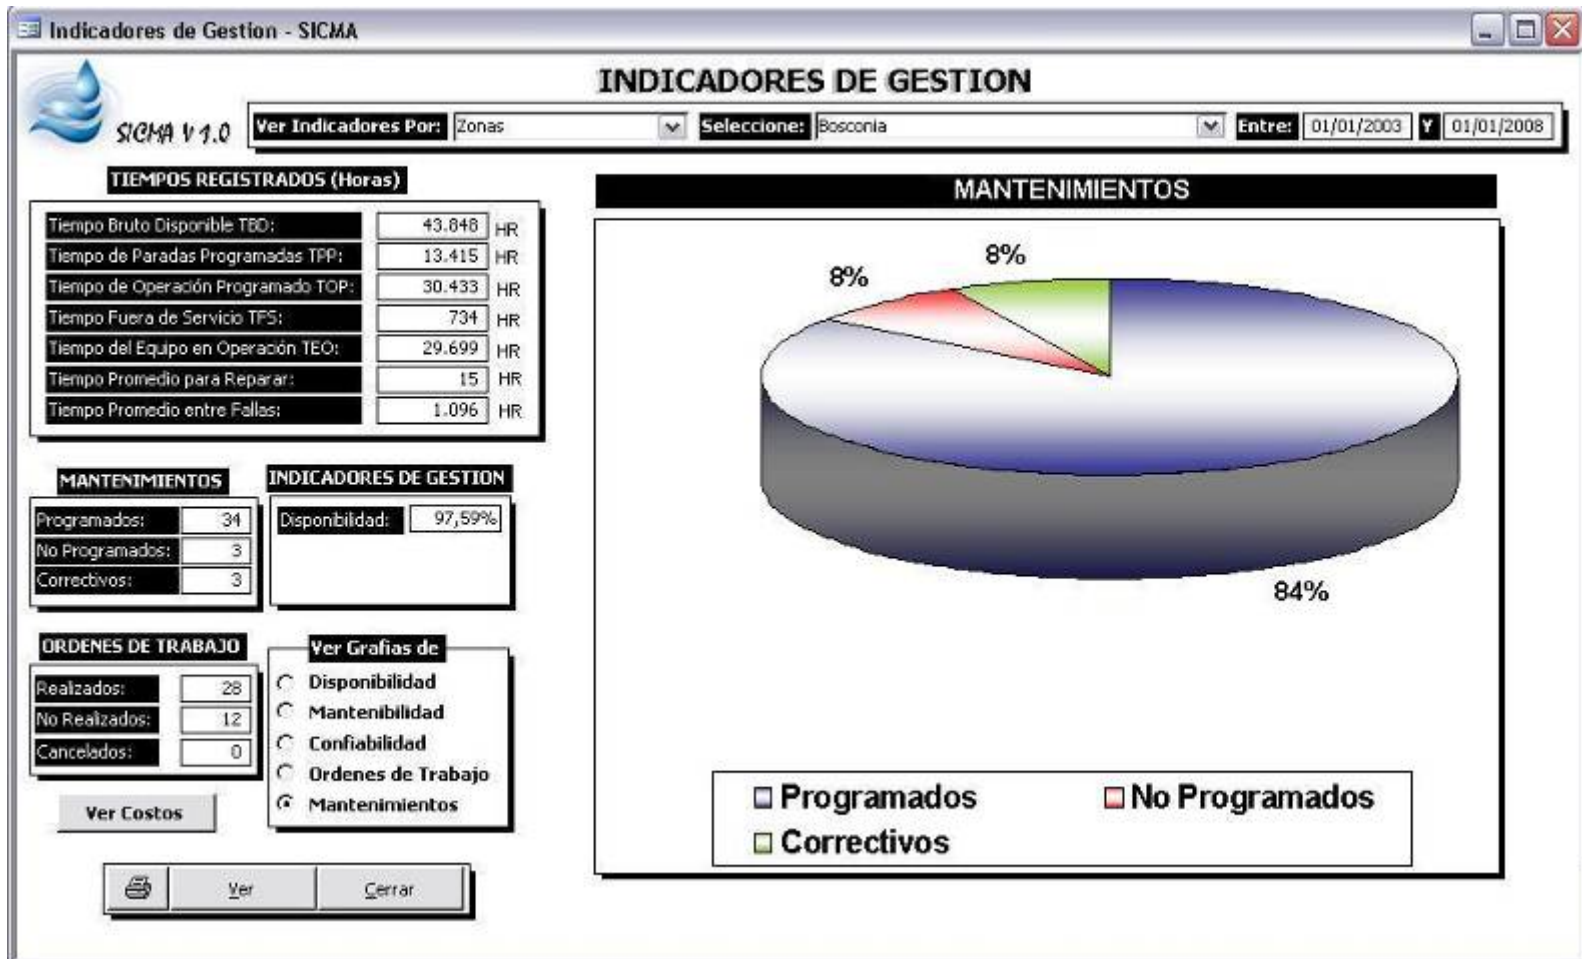 Indicadores de Gestion - SICMA
INDICADORES DE GESTION
SICMA V 1.0
Ver Indicadores Por: Zonas Seleccione: Bosconia Entre: 01/01/2003 Y 01/01/2008
TIEMPOS REGISTRADOS (Horas)
Tiempo Bruto Disponible TBD: 43.848 HR
Tiempo de Paradas Programadas TPP: 13.415 HR
Tiempo de Operación Programado TOP: 30.433 HR
Tiempo Fuera de Servicio TFS: 734 HR
Tiempo del Equipo en Operación TEO: 29.699 HR
Tiempo Promedio para Reparar: 15 HR
Tiempo Promedio entre Fallas: 1.096 HR
MANTENIMIENTOS
Programados: 34
No Programados: 3
Correctivos: 3
INDICADORES DE GESTION
Disponibilidad: 97,59%
ORDENES DE TRABAJO
Realizados: 28
No Realizados: 12
Cancelados: 0
Ver Grafias de
Disponibilidad
Mantenibilidad
Confiabilidad
Ordenes de Trabajo
Mantenimientos
Ver Costos
Ver Cerrar
MANTENIMIENTOS
8%
8%
84%
Programados No Programados
Correctivos